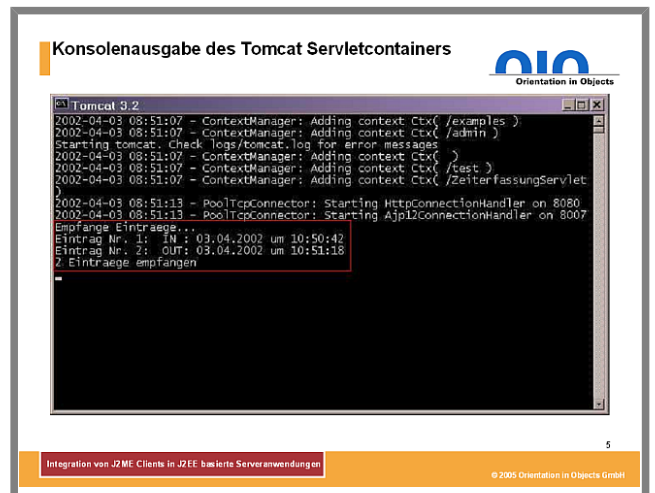 Konsolenausgabe des Tomcat Servletcontainers
OIO
Orientation in Objects
Tomcat 3.2
2002-04-03 08:51:07 - ContextManager: Adding context Ctx( /examples )
2002-04-03 08:51:07 - ContextManager: Adding context Ctx( /admin )
Starting tomcat. Check logs/tomcat.log for error messages
2002-04-03 08:51:07 - ContextManager: Adding context Ctx(  )
2002-04-03 08:51:07 - ContextManager: Adding context Ctx( /test )
2002-04-03 08:51:07 - ContextManager: Adding context Ctx( /ZeiterfassungServlet
)
2002-04-03 08:51:13 - PoolTcpConnector: Starting HttpConnectionHandler on 8080
2002-04-03 08:51:13 - PoolTcpConnector: Starting Ajp12ConnectionHandler on 8007
Empfange Eintraege...
Eintrag Nr. 1:  IN : 03.04.2002 um 10:50:42
Eintrag Nr. 2:  OUT: 03.04.2002 um 10:51:18
2 Eintraege empfangen
5
Integration von J2ME Clients in J2EE basierte Serveranwendungen
© 2005 Orientation in Objects GmbH